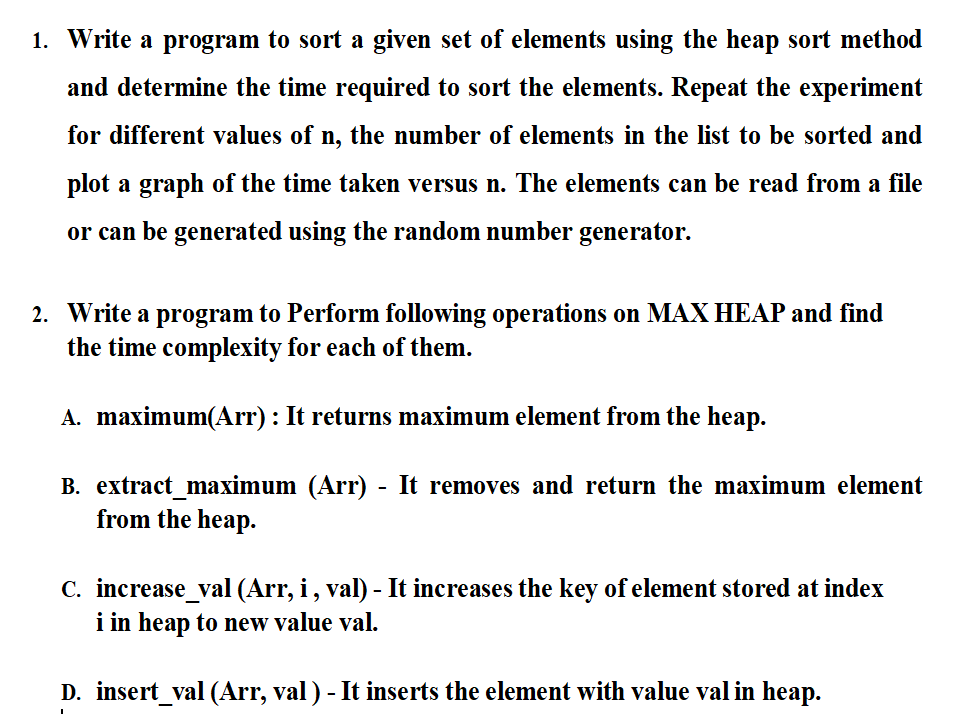 1. Write a program to sort a given set of elements using the heap sort method
and determine the time required to sort the elements. Repeat the experiment
for different values of n, the number of elements in the list to be sorted and
plot a graph of the time taken versus n. The elements can be read from a file
or can be generated using the random number generator.
2. Write a program to Perform following operations on MAX HEAP and find
the time complexity for each of them.
A. maximum(Arr) : It returns maximum element from the heap.
B. extract_maximum (Arr) - It removes and return the maximum element
from the heap.
C. increase_val (Arr, i , val) - It increases the key of element stored at index
i in heap to new value val.
D. insert_val (Arr, val ) - It inserts the element with value val in heap.